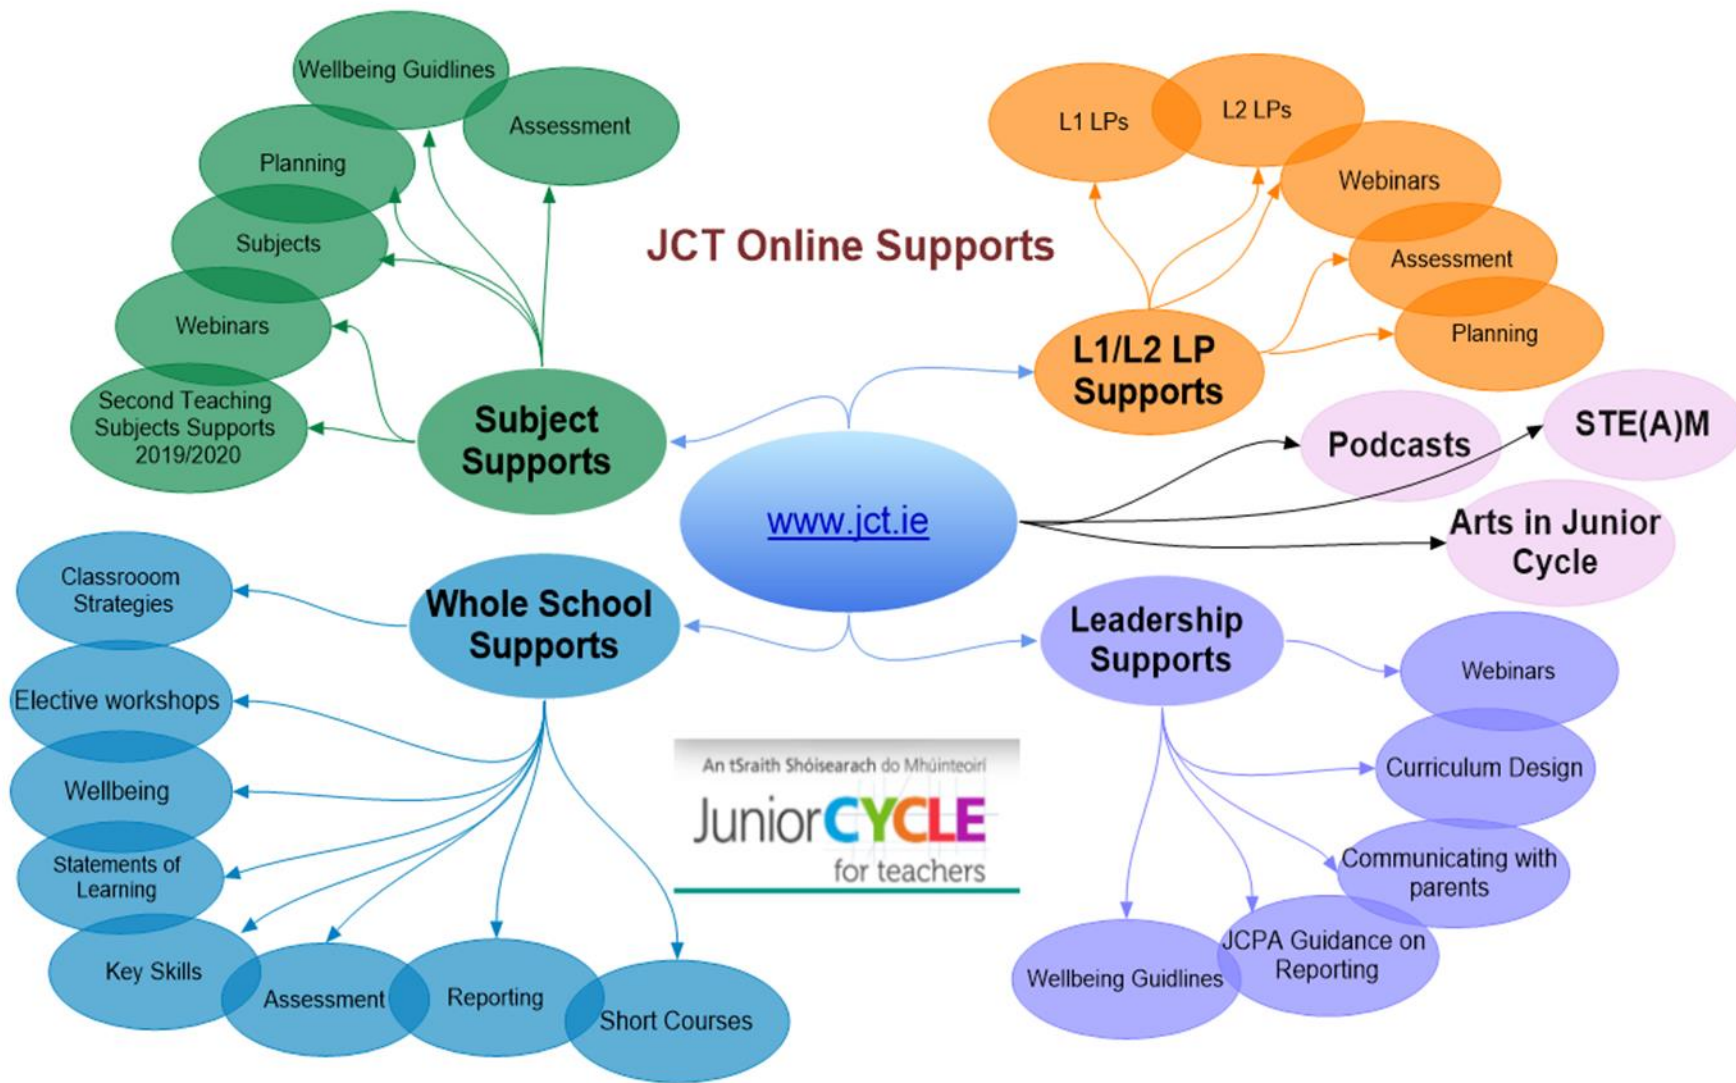 JCT Online Supports
www.jct.ie
Subject
Supports
Wellbeing Guidlines
Assessment
Planning
Subjects
Webinars
Second Teaching
Subjects Supports
2019/2020
L1/L2 LP
Supports
L1 LPs
L2 LPs
Webinars
Assessment
Planning
Podcasts
STE(A)M
Arts in Junior
Cycle
Whole School
Supports
Classrooom
Strategies
Elective workshops
Wellbeing
Statements of
Learning
Key Skills
Assessment
Reporting
Short Courses
Leadership
Supports
Webinars
Curriculum Design
Communicating with
parents
JCPA Guidance on
Reporting
Wellbeing Guidlines
An tSraith Shóisearach do Mhúinteoirí
Junior CYCLE
for teachers